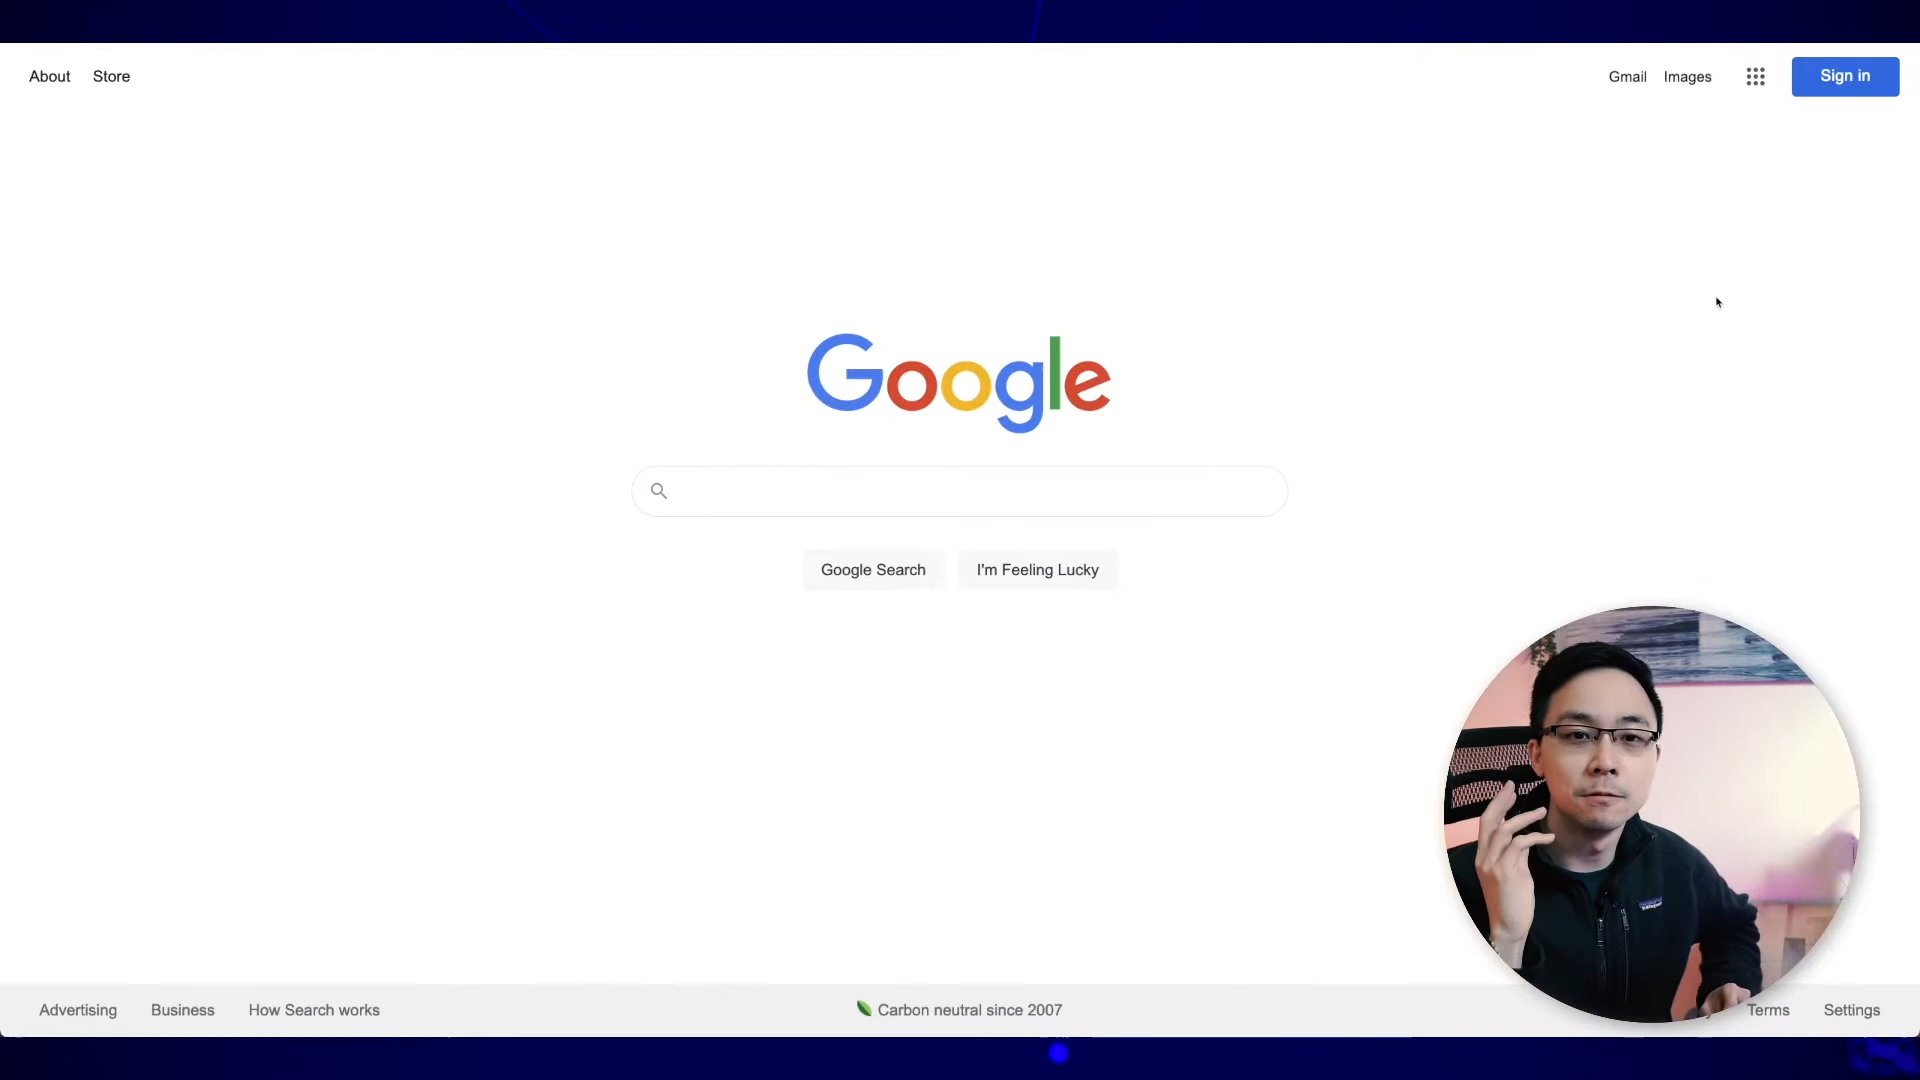 About Store
Gmail Images Sign in
Google
Google Search I'm Feeling Lucky
Advertising Business How Search works
Carbon neutral since 2007
Terms Settings